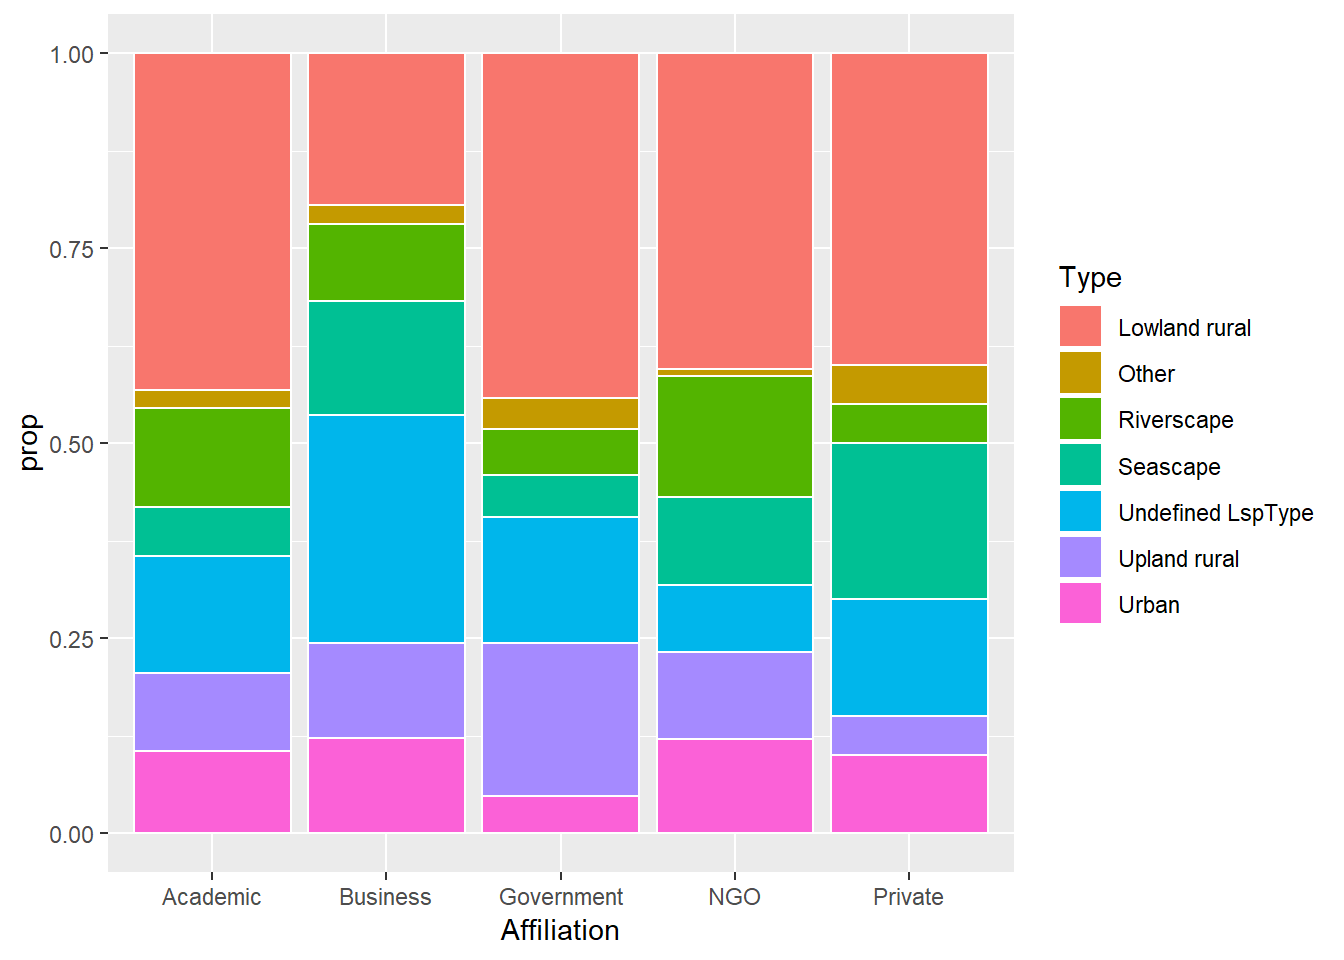 1.00
0.75
0.50
0.25
0.00
prop
Academic
Business
Government
NGO
Private
Affiliation
Type
Lowland rural
Other
Riverscape
Seascape
Undefined LspType
Upland rural
Urban